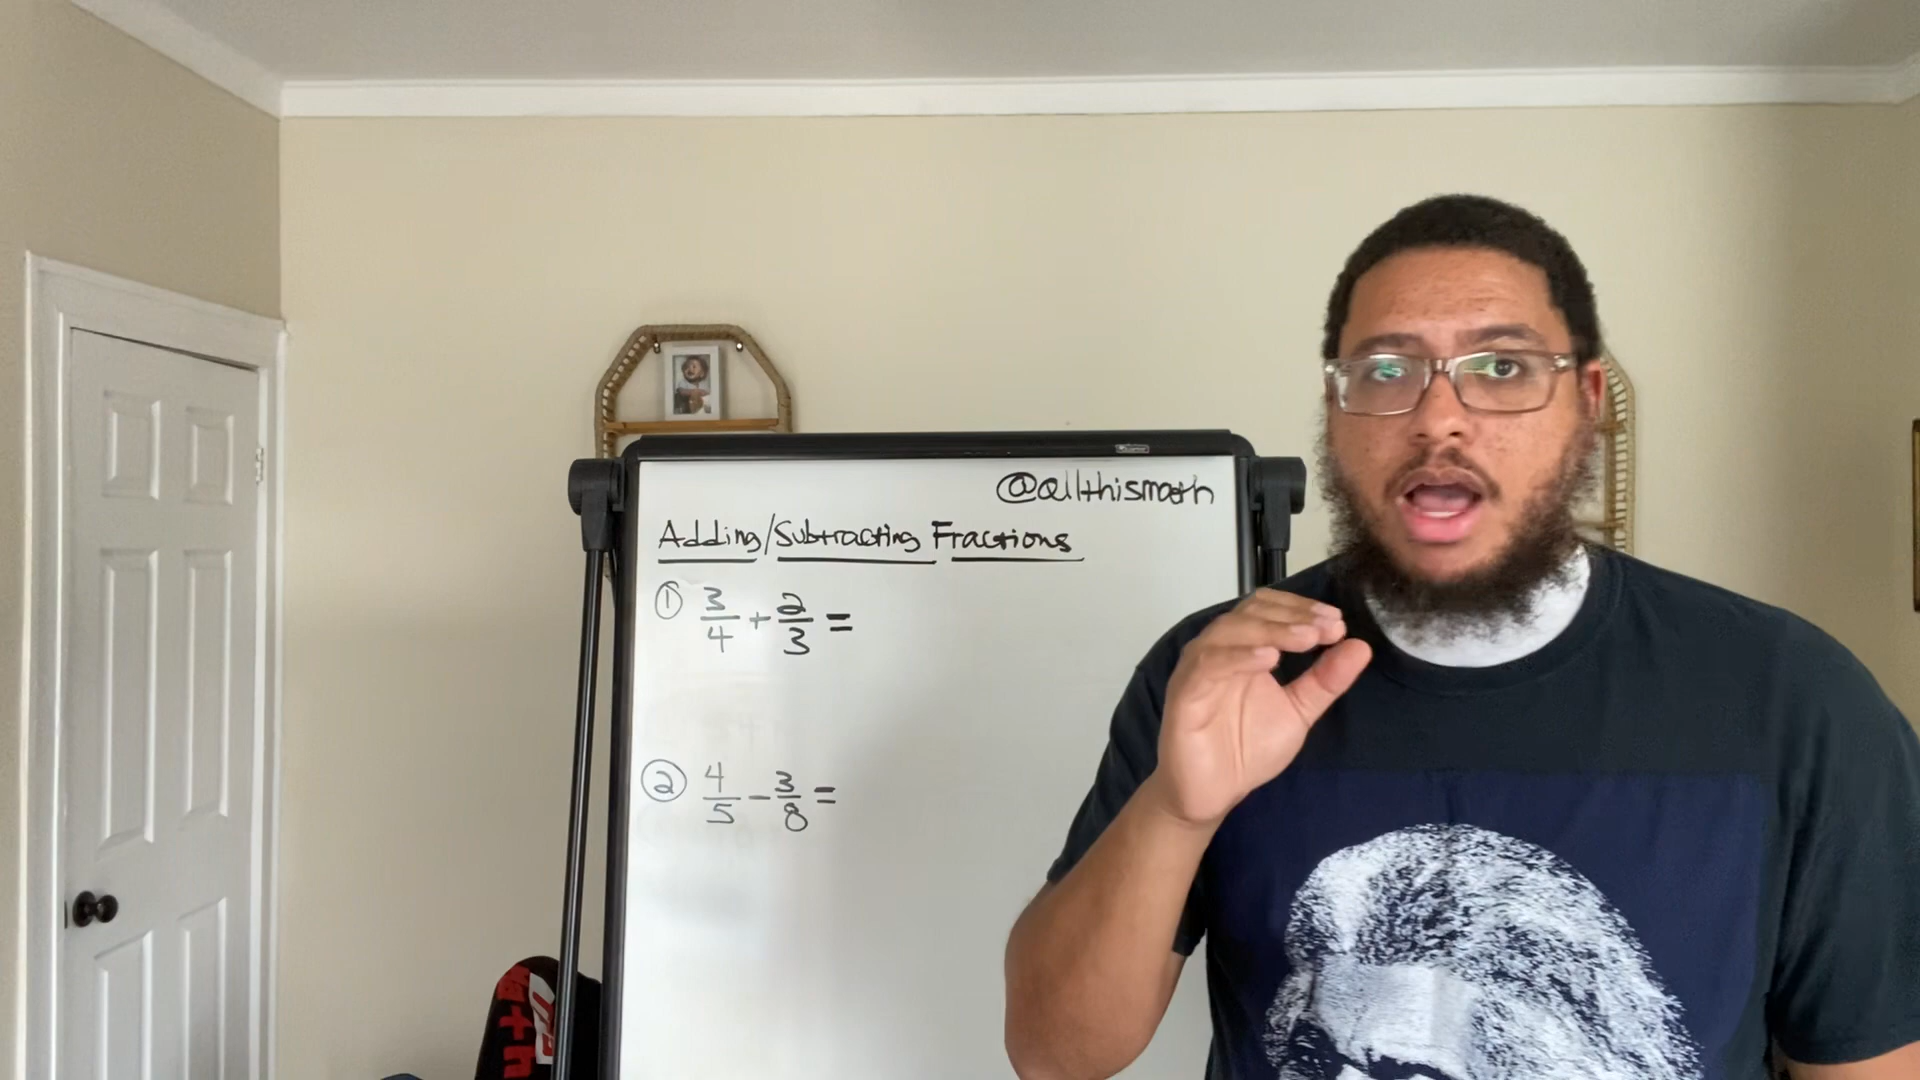 @allthismath
Adding/Subtracting Fractions
① 3/4 + 2/3 =
② 4/5 - 3/8 =